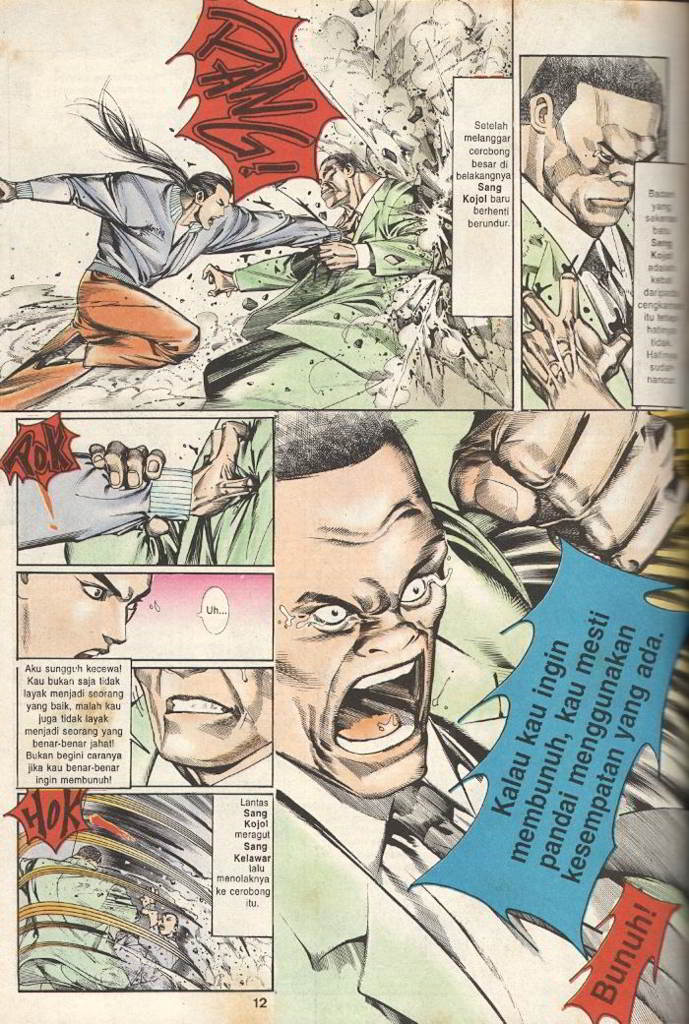 DANG!
Setelah
melanggar
cerobong
besar di
belakangnya
Sang
Kojol baru
berhenti
berundur.
Badan
yang
sekeras
batu
Sang
Kojol
adalah
kebal
daripada
cengkaman
itu tetapi
hatinya
tidak.
Hatinya
sudah
hancur.
POK
Uh...
Aku sungguh kecewa!
Kau bukan saja tidak
layak menjadi seorang
yang baik, malah kau
juga tidak layak
menjadi seorang yang
benar-benar jahat!
Bukan begini caranya
jika kau benar-benar
ingin membunuh!
Kalau kau ingin
membunuh, kau mesti
pandai menggunakan
kesempatan yang ada.
Bunuh!
HOK
Lantas
Sang
Kojol
meragut
Sang
Kelawar
lalu
menolaknya
ke cerobong
itu.
12